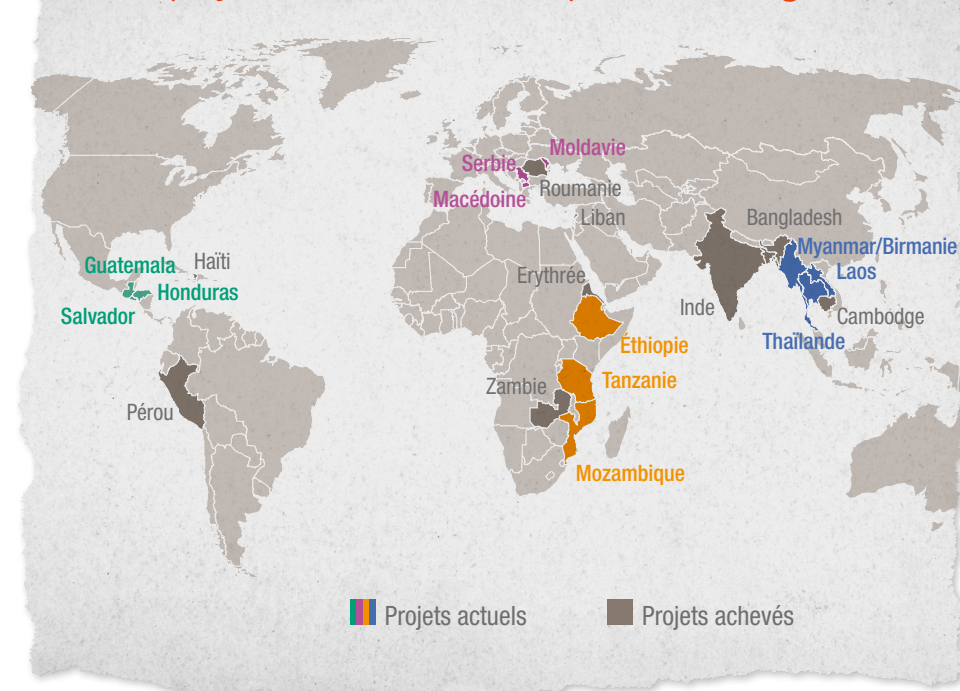 Moldavie
Serbie
Roumanie
Macédoine
Liban
Bangladesh
Myanmar/Birmanie
Guatemala
Haïti
Laos
Erythrée
Honduras
Inde
Salvador
Cambodge
Thaïlande
Éthiopie
Tanzanie
Zambie
Pérou
Mozambique
Projets actuels
Projets achevés